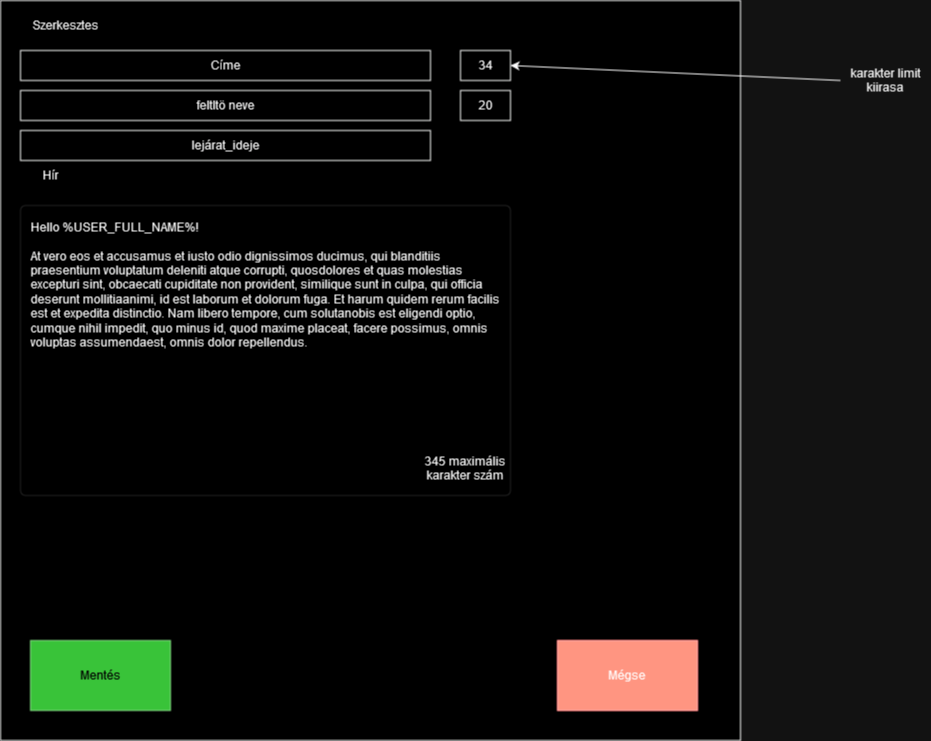 Szerkesztes
Címe
34
karakter limit
kiirasa
feltltö neve
20
lejárat_ideje
Hír
Hello %USER_FULL_NAME%!
At vero eos et accusamus et iusto odio dignissimos ducimus, qui blanditiis
praesentium voluptatum deleniti atque corrupti, quosdolores et quas molestias
excepturi sint, obcaecati cupiditate non provident, similique sunt in culpa, qui officia
deserunt mollitiaanimi, id est laborum et dolorum fuga. Et harum quidem rerum facilis
est et expedita distinctio. Nam libero tempore, cum solutanobis est eligendi optio,
cumque nihil impedit, quo minus id, quod maxime placeat, facere possimus, omnis
voluptas assumendaest, omnis dolor repellendus.
345 maximális
karakter szám
Mentés
Mégse